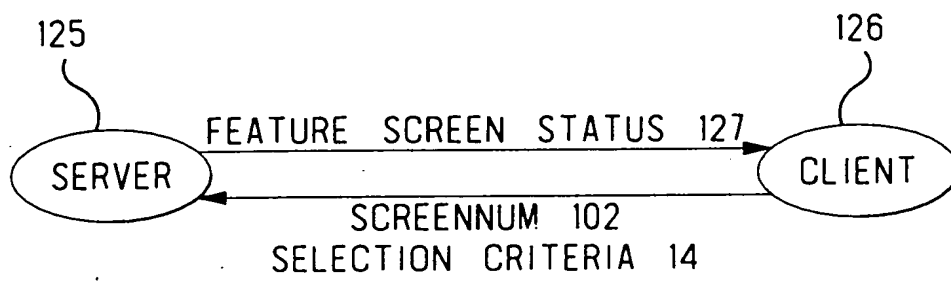 125
126
FEATURE SCREEN STATUS 127
SERVER
CLIENT
SCREENNUM 102
SELECTION CRITERIA 14